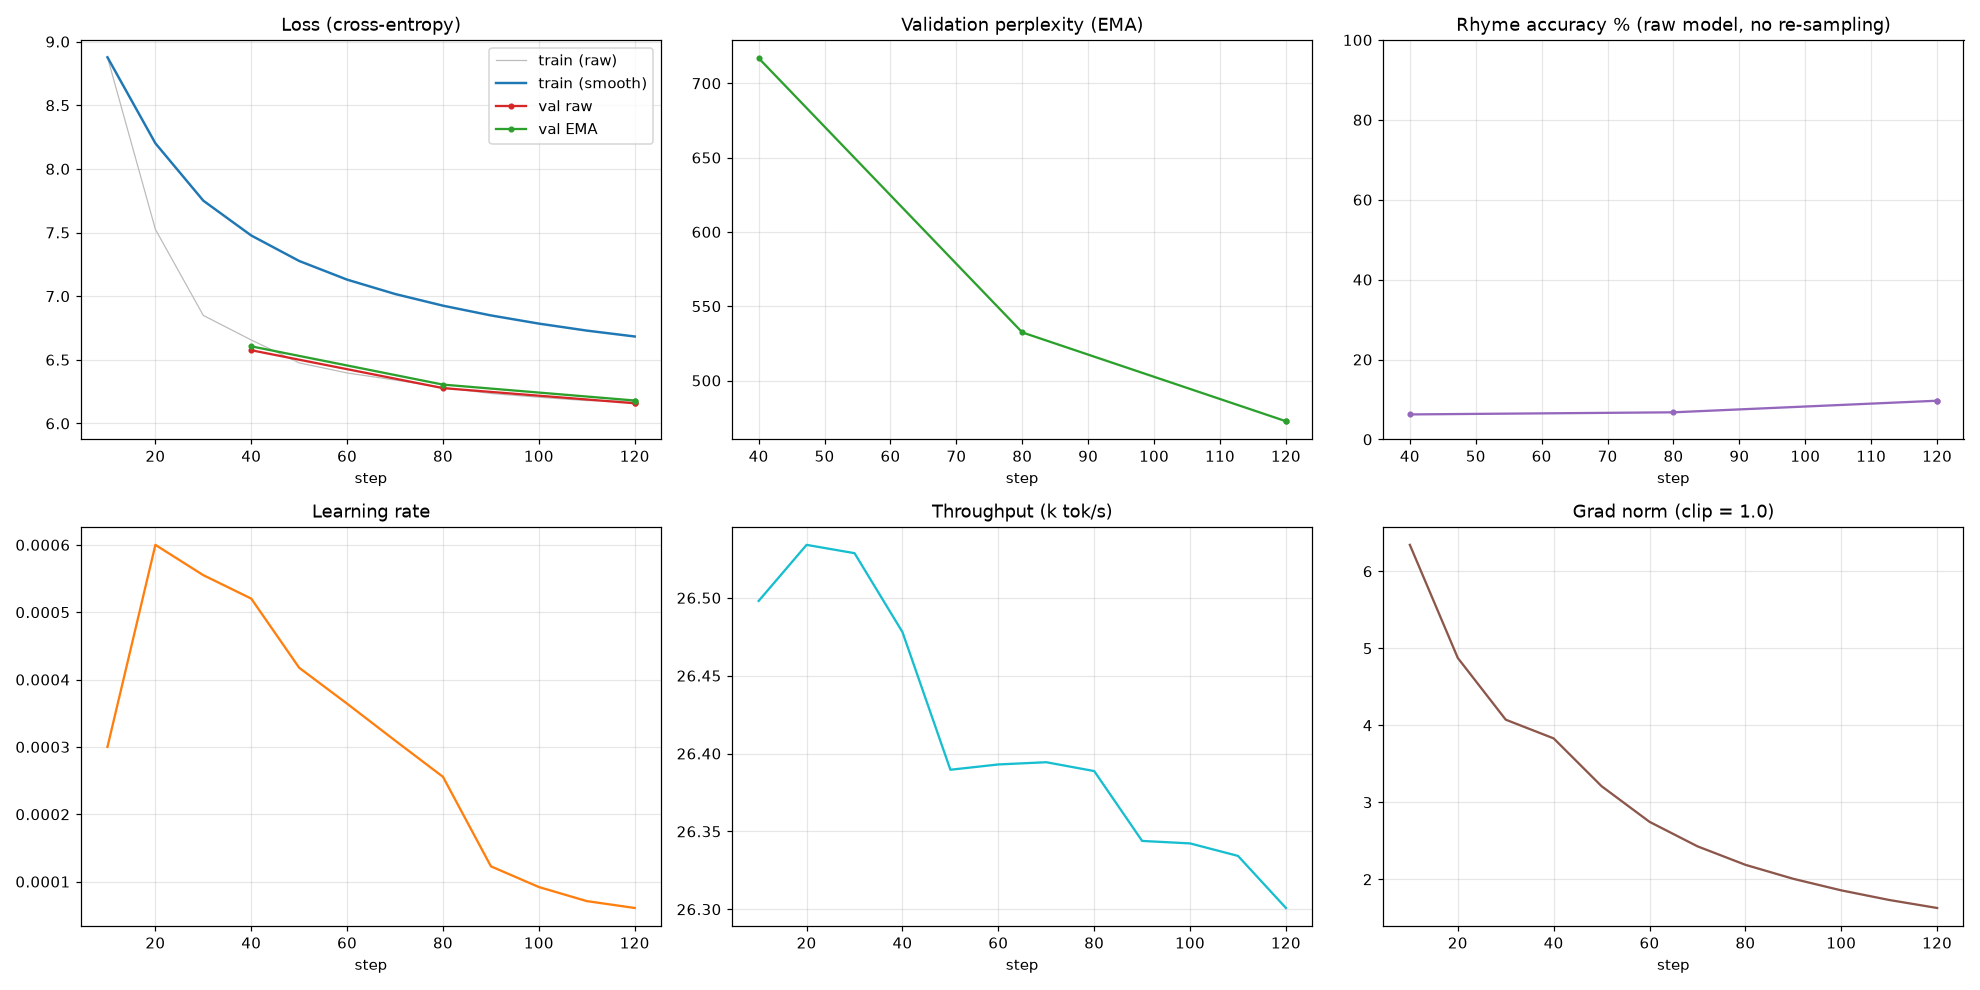 Loss (cross-entropy)
9.0
8.5
8.0
7.5
7.0
6.5
6.0
train (raw)
train (smooth)
val raw
val EMA
20 40 60 80 100 120
step
Validation perplexity (EMA)
700
650
600
550
500
40 50 60 70 80 90 100 110 120
step
Rhyme accuracy % (raw model, no re-sampling)
100
80
60
40
20
0
40 50 60 70 80 90 100 110 120
step
Learning rate
0.0006
0.0005
0.0004
0.0003
0.0002
0.0001
20 40 60 80 100 120
step
Throughput (k tok/s)
26.50
26.45
26.40
26.35
26.30
20 40 60 80 100 120
step
Grad norm (clip = 1.0)
6
5
4
3
2
20 40 60 80 100 120
step